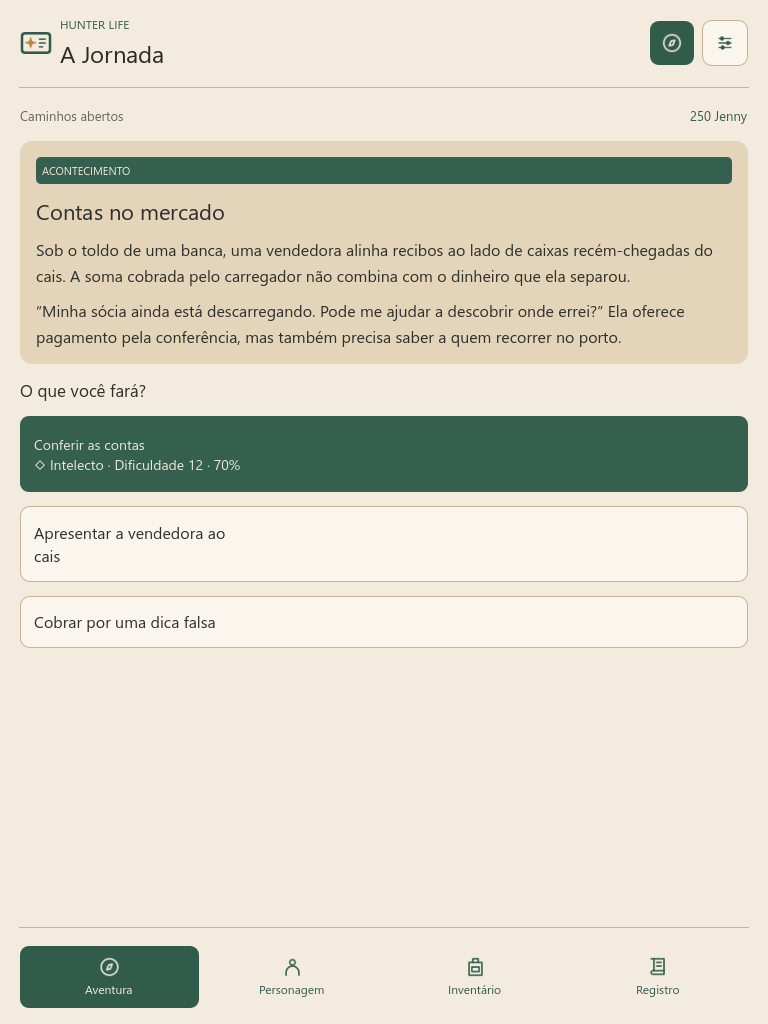 HUNTER LIFE
A Jornada
Caminhos abertos
250 Jenny
ACONTECIMENTO
Contas no mercado
Sob o toldo de uma banca, uma vendedora alinha recibos ao lado de caixas recém-chegadas do
cais. A soma cobrada pelo carregador não combina com o dinheiro que ela separou.
“Minha sócia ainda está descarregando. Pode me ajudar a descobrir onde errei?” Ela oferece
pagamento pela conferência, mas também precisa saber a quem recorrer no porto.
O que você fará?
Conferir as contas
◇ Intelecto · Dificuldade 12 · 70%
Apresentar a vendedora ao
cais
Cobrar por uma dica falsa
Aventura
Personagem
Inventário
Registro